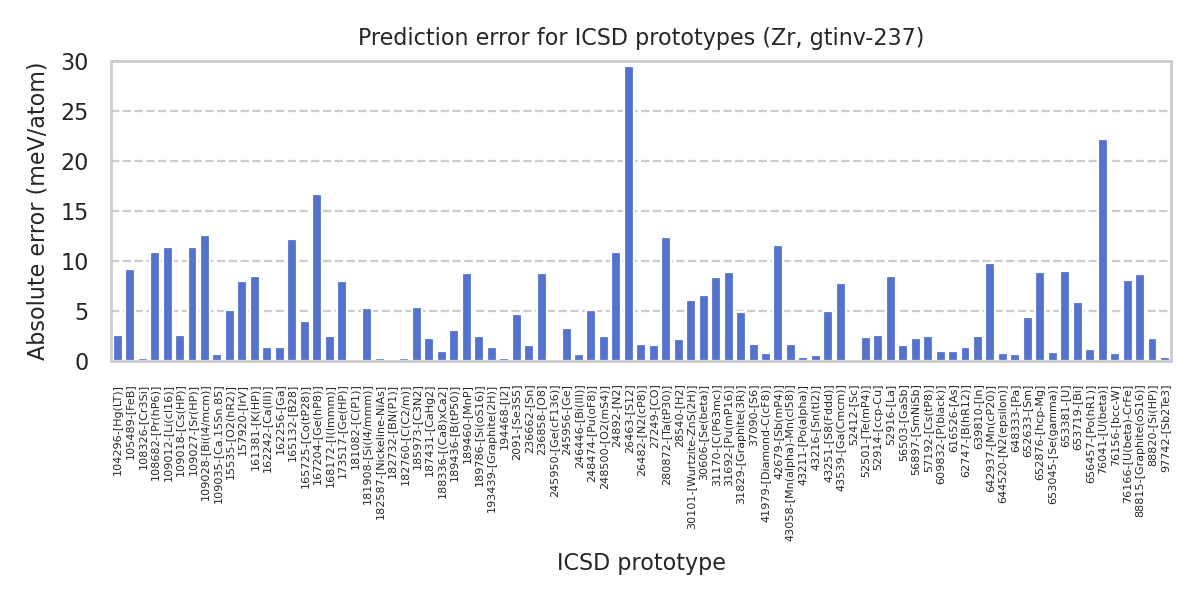 Prediction error for ICSD prototypes (Zr, gtinv-237)
Absolute error (meV/atom)
30
25
20
15
10
5
0
104296-[Hg(LT)]
105489-[FeB]
108326-[Cr3Si]
108682-[Pr(hP6)]
109012-[Li(cI16)]
109018-[Cs(HP)]
109027-[Sr(HP)]
109028-[Bi(I4/mcm)]
109035-[Ca.15Sn.85]
15535-[O2(hR2)]
157920-[IrV]
161381-[K(HP)]
162242-[Ca(III)]
162256-[Ga]
165132-[B28]
165725-[Co(tP28)]
167204-[Ge(hP8)]
168172-[I(Immm)]
173517-[Ge(HP)]
181082-[C(P1)]
181908-[Si(I4/mmm)]
182587-[Nickeline-NiAs]
182732-[BN(P1)]
182760-[C(C2/m)]
185973-[C3N2]
187431-[CaHg2]
188336-[(Ca8)xCa2]
189436-[B(tP50)]
189460-[MnP]
189786-[Si(oS16)]
193439-[Graphite(2H)]
194468-[I2]
2091-[Se3S5]
236662-[Sn]
236858-[O8]
245950-[Ge(cF136)]
245956-[Ge]
246446-[Bi(III)]
248474-[Pu(oF8)]
248500-[O2(mS4)]
24892-[N2]
26463-[S12]
26482-[N2(cP8)]
27249-[CO]
280872-[Ta(tP30)]
28540-[H2]
30101-[Wurtzite-ZnS(2H)]
30606-[Se(beta)]
31170-[C(P63mc)]
31692-[Pu(mP16)]
31829-[Graphite(3R)]
37090-[S6]
41979-[Diamond-C(cF8)]
42679-[Sb(mP4)]
43058-[Mn(alpha)-Mn(cI58)]
43211-[Po(alpha)]
43216-[Sn(tI2)]
43251-[S8(Fddd)]
43539-[Ga(Cmcm)]
52412-[Sc]
52501-[Te(mP4)]
52914-[ccp-Cu]
52916-[La]
56503-[GaSb]
56897-[SmNiSb]
57192-[Cs(tP8)]
609832-[P(black)]
616526-[As]
62747-[B(hR12)]
639810-[In]
642937-[Mn(cP20)]
644520-[N2(epsilon)]
648333-[Pa]
652633-[Sm]
652876-[hcp-Mg]
653045-[Se(gamma)]
653381-[U]
653719-[Bi]
656457-[Po(hR1)]
76041-[U(beta)]
76156-[bcc-W]
76166-[U(beta)-CrFe]
88815-[Graphite(oS16)]
88820-[Si(HP)]
97742-[Sb2Te3]
ICSD prototype